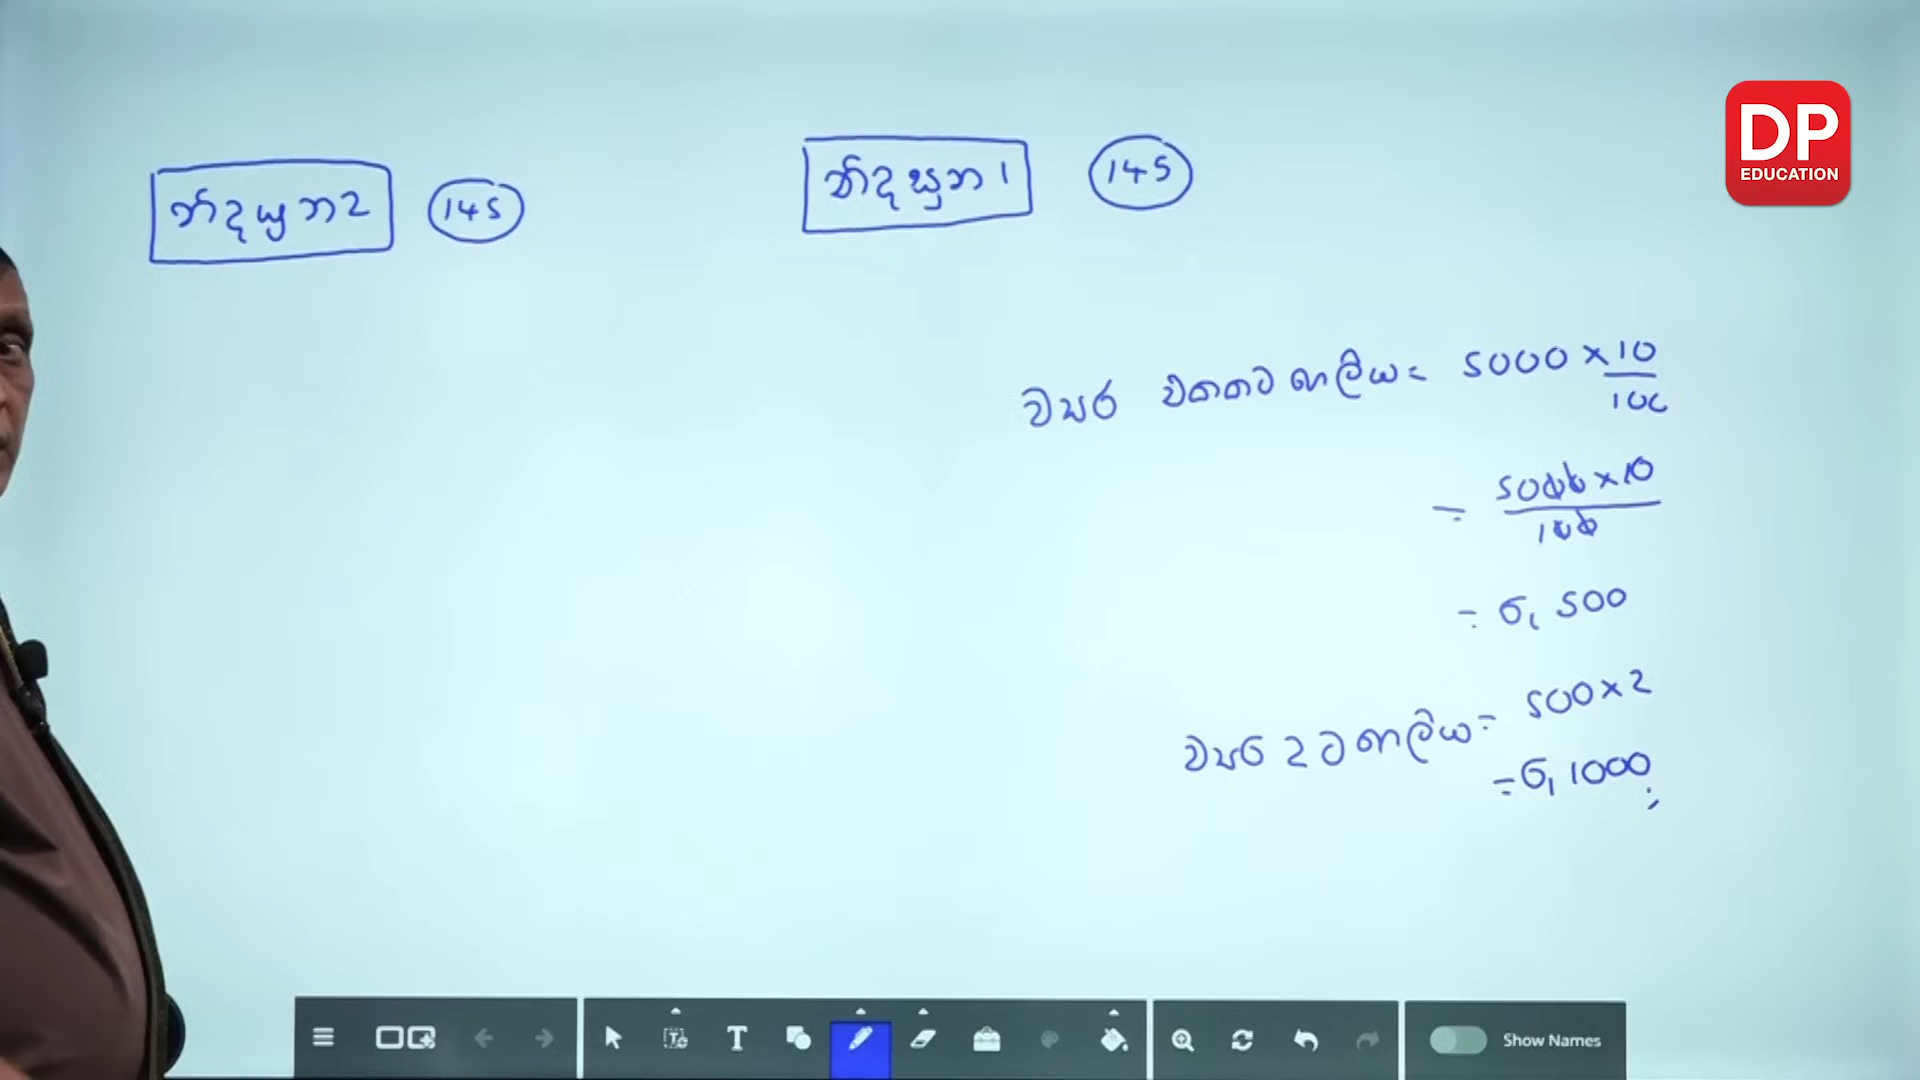 DP
EDUCATION
නිදසුන 1 145
නිදසුන 2 145
වසර එකකට පොලිය = 5000 × 10/100
= 5000 × 10/100
= රු 500
වසර 2 ට පොලිය = 500 × 2
= රු 1000
Show Names